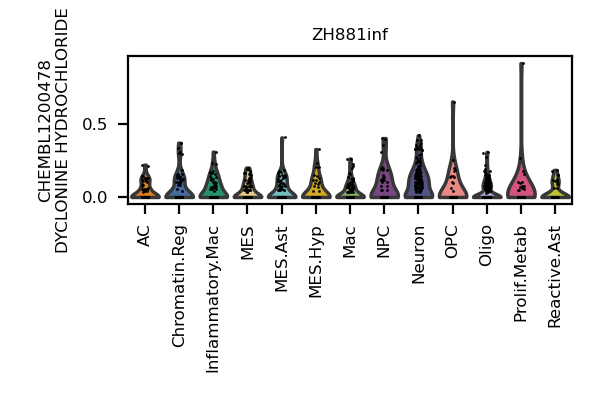 ZH881inf
CHEMBL1200478
DYCLONINE HYDROCHLORIDE
0.5
0.0
AC
Chromatin.Reg
Inflammatory.Mac
MES
MES.Ast
MES.Hyp
Mac
NPC
Neuron
OPC
Oligo
Prolif.Metab
Reactive.Ast